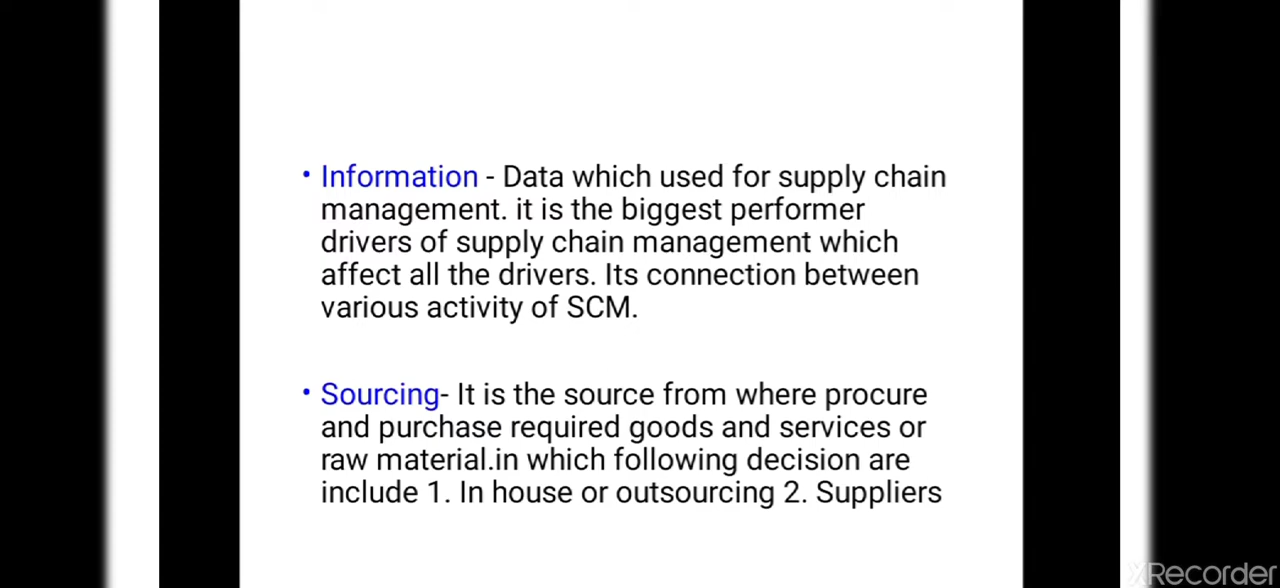 • Information - Data which used for supply chain
management. it is the biggest performer
drivers of supply chain management which
affect all the drivers. Its connection between
various activity of SCM.
• Sourcing- It is the source from where procure
and purchase required goods and services or
raw material.in which following decision are
include 1. In house or outsourcing 2. Suppliers
XRecorder